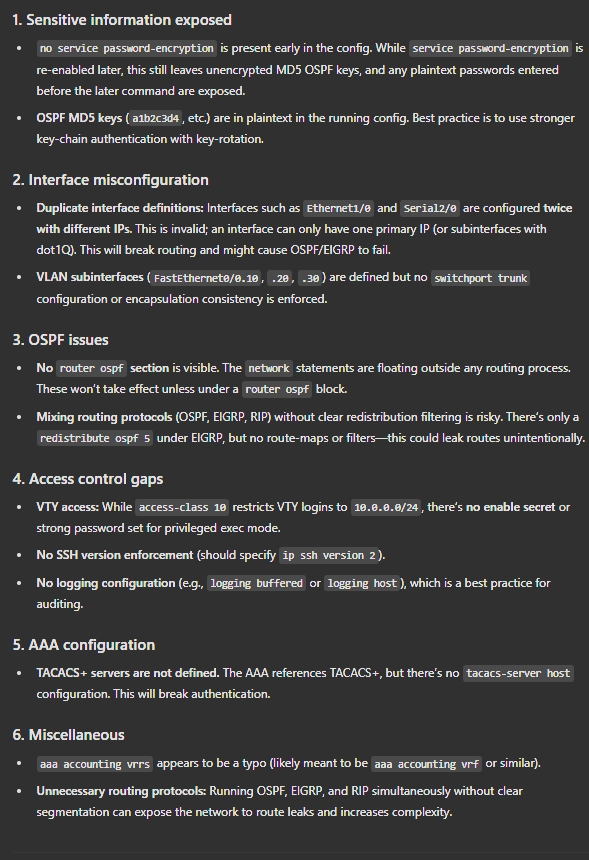 1. Sensitive information exposed
• no service password-encryption is present early in the config. While service password-encryption is
re-enabled later, this still leaves unencrypted MD5 OSPF keys, and any plaintext passwords entered
before the later command are exposed.
• OSPF MD5 keys (a1b2c3d4, etc.) are in plaintext in the running config. Best practice is to use stronger
key-chain authentication with key-rotation.
2. Interface misconfiguration
• Duplicate interface definitions: Interfaces such as Ethernet1/0 and Serial2/0 are configured twice
with different IPs. This is invalid; an interface can only have one primary IP (or subinterfaces with
dot1Q). This will break routing and might cause OSPF/EIGRP to fail.
• VLAN subinterfaces (FastEthernet0/0.10, .20, .30) are defined but no switchport trunk
configuration or encapsulation consistency is enforced.
3. OSPF issues
• No router ospf section is visible. The network statements are floating outside any routing process.
These won't take effect unless under a router ospf block.
• Mixing routing protocols (OSPF, EIGRP, RIP) without clear redistribution filtering is risky. There's only a
redistribute ospf 5 under EIGRP, but no route-maps or filters—this could leak routes unintentionally.
4. Access control gaps
• VTY access: While access-class 10 restricts VTY logins to 10.0.0.0/24, there's no enable secret or
strong password set for privileged exec mode.
• No SSH version enforcement (should specify ip ssh version 2).
• No logging configuration (e.g., logging buffered or logging host), which is a best practice for
auditing.
5. AAA configuration
• TACACS+ servers are not defined. The AAA references TACACS+, but there's no tacacs-server host
configuration. This will break authentication.
6. Miscellaneous
• aaa accounting vrrs appears to be a typo (likely meant to be aaa accounting vrf or similar).
• Unnecessary routing protocols: Running OSPF, EIGRP, and RIP simultaneously without clear
segmentation can expose the network to route leaks and increases complexity.